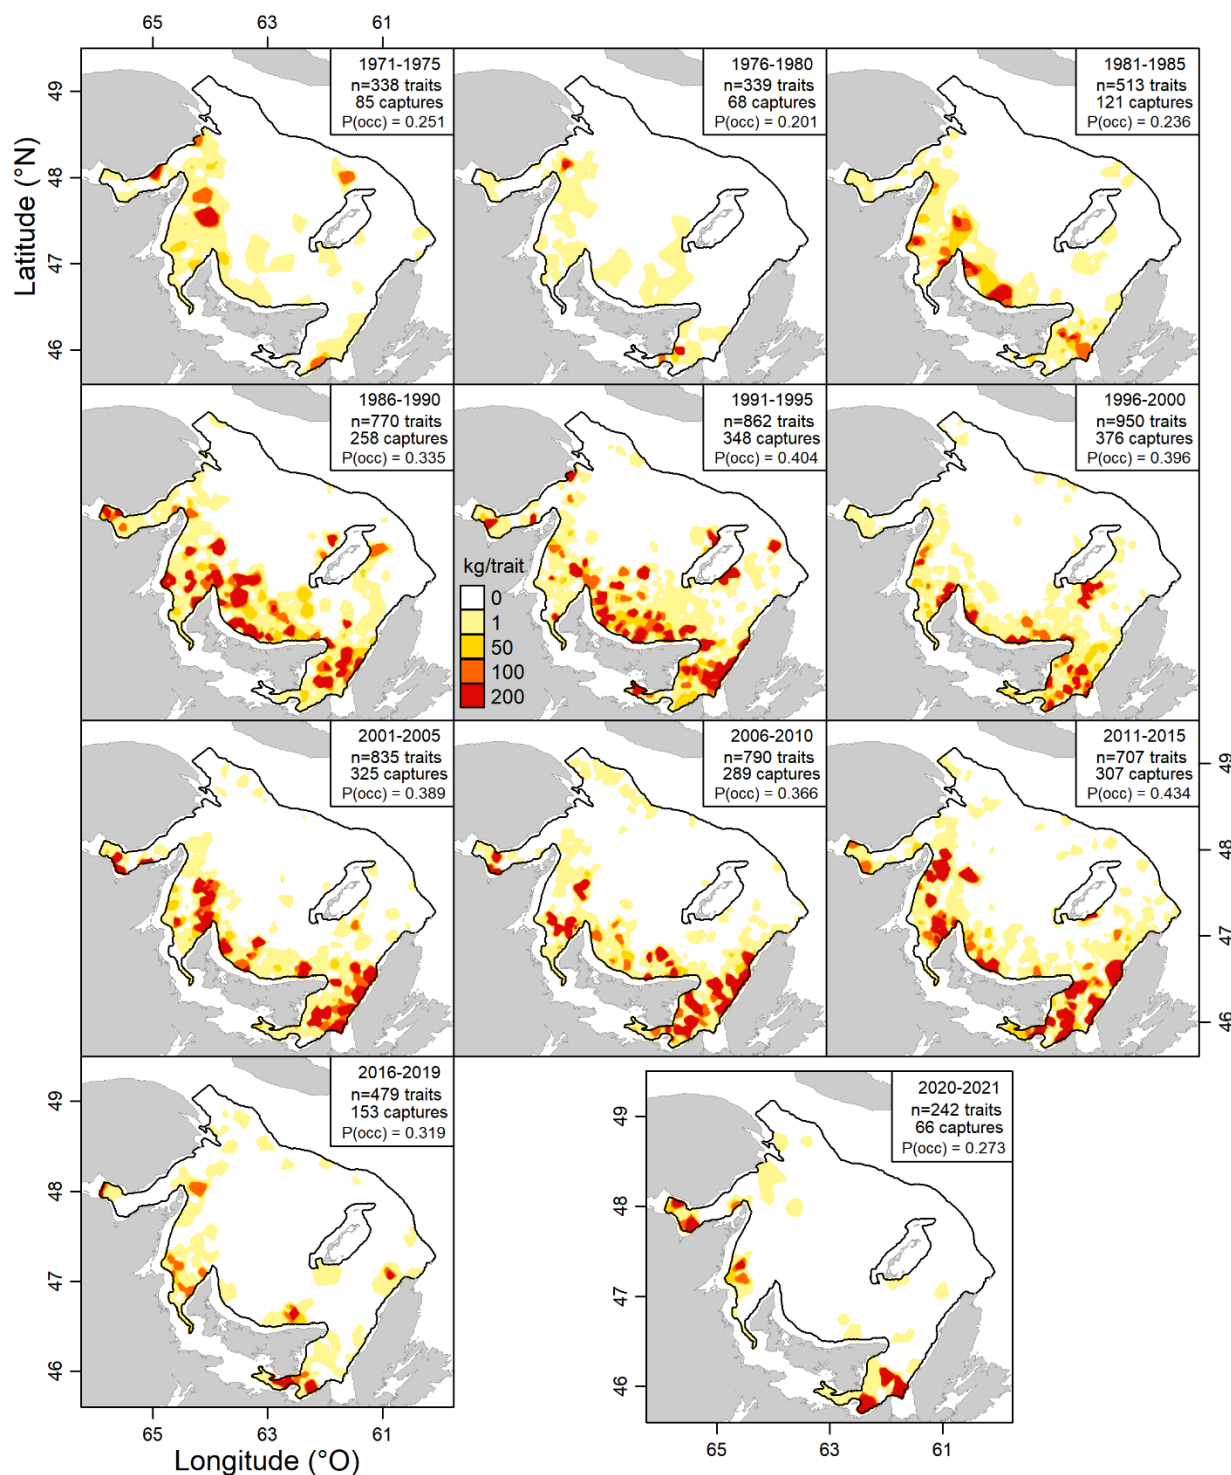 65 63 61
1971-1975
n=338 traits
85 captures
P(occ) = 0.251
1976-1980
n=339 traits
68 captures
P(occ) = 0.201
1981-1985
n=513 traits
121 captures
P(occ) = 0.236
Latitude (°N)
49
48
47
46
1986-1990
n=770 traits
258 captures
P(occ) = 0.335
1991-1995
n=862 traits
348 captures
P(occ) = 0.404
1996-2000
n=950 traits
376 captures
P(occ) = 0.396
kg/trait
0
1
50
100
200
2001-2005
n=835 traits
325 captures
P(occ) = 0.389
2006-2010
n=790 traits
289 captures
P(occ) = 0.366
2011-2015
n=707 traits
307 captures
P(occ) = 0.434
49
48
47
46
2016-2019
n=479 traits
153 captures
P(occ) = 0.319
49
48
47
46
2020-2021
n=242 traits
66 captures
P(occ) = 0.273
49
48
47
46
65 63 61
65 63 61
Longitude (°O)